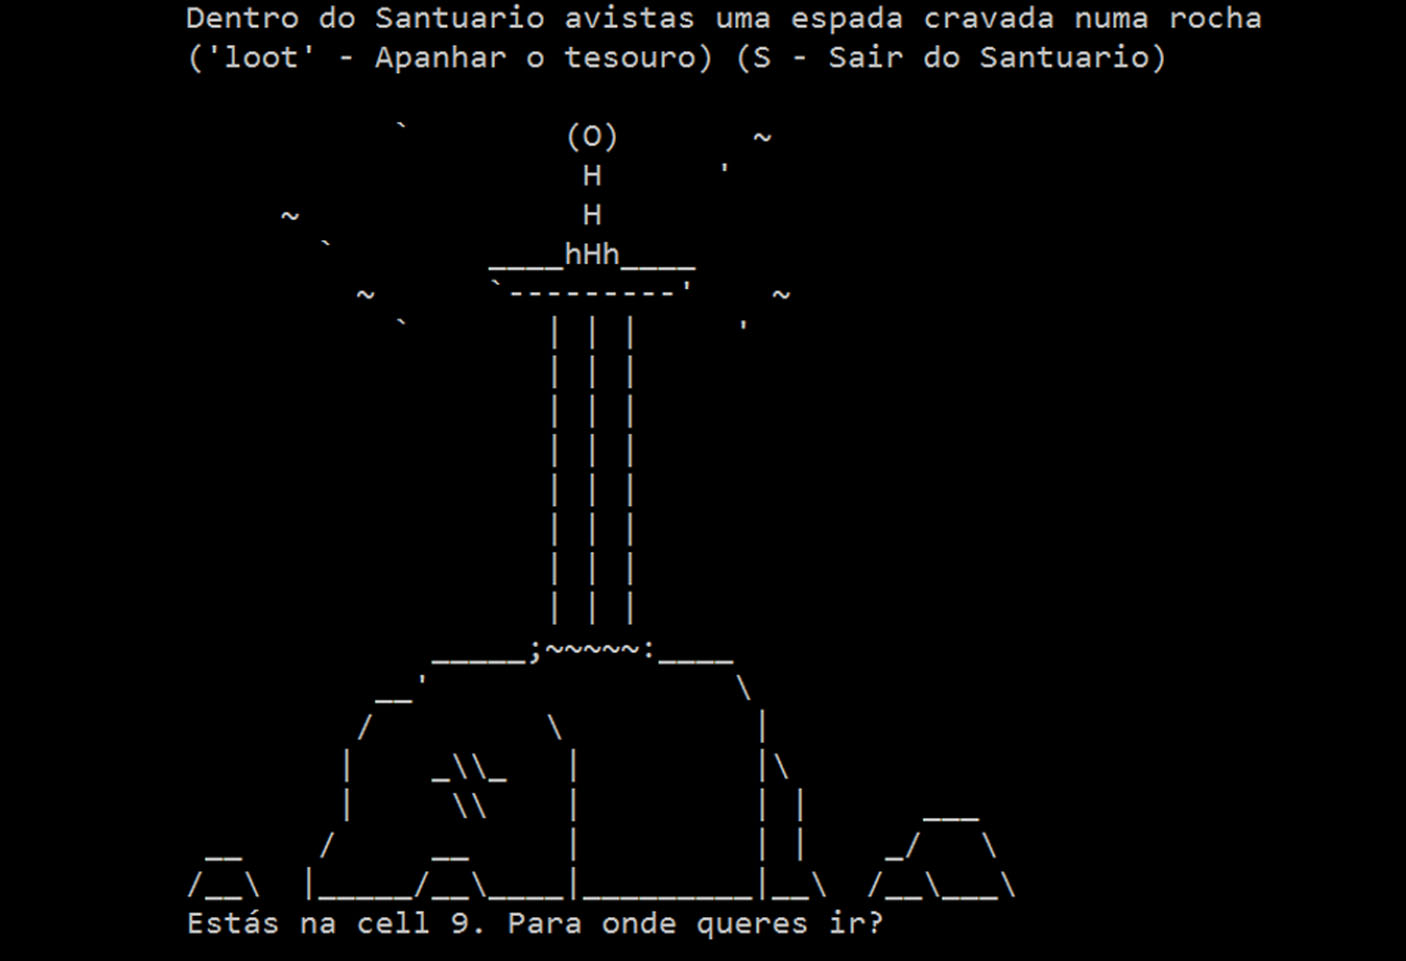 Dentro do Santuario avistas uma espada cravada numa rocha
('loot' - Apanhar o tesouro) (S - Sair do Santuario)
Estás na cell 9. Para onde queres ir?